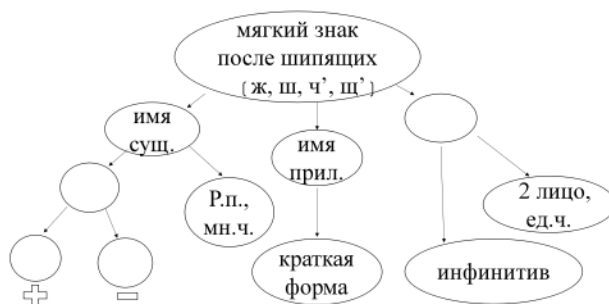 мягкий знак
после шипящих
(ж, ш, ч’, щ’)
имя
сущ.
имя
прил.
Р.п.,
мн.ч.
2 лицо,
ед.ч.
краткая
форма
инфинитив